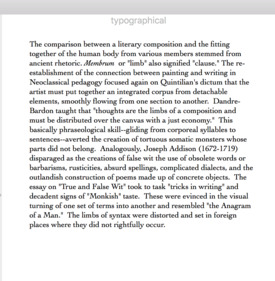 typographical
The comparison between a literary composition and the fitting
together of the human body from various members stemmed from
ancient rhetoric. Membrum or "limb" also signified "clause." The re-
establishment of the connection between painting and writing in
Neoclassical pedagogy focused again on Quintilian's dictum that the
artist must put together an integrated corpus from detachable
elements, smoothly flowing from one section to another. Dandre-
Bardon taught that "thoughts are the limbs of a composition and
must be distributed over the canvas with a just economy." This
basically phraseological skill--gliding from corporeal syllables to
sentences--averted the creation of tortuous somatic monsters whose
parts did not belong. Analogously, Joseph Addison (1672-1719)
disparaged as the creations of false wit the use of obsolete words or
barbarisms, rusticities, absurd spellings, complicated dialects, and the
outlandish construction of poems made up of concrete objects. The
essay on "True and False Wit" took to task "tricks in writing" and
decadent signs of "Monkish" taste. These were evinced in the visual
turning of one set of terms into another and resembled "the Anagram
of a Man." The limbs of syntax were distorted and set in foreign
places where they did not rightfully occur.